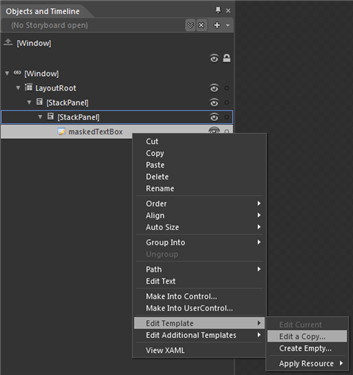 Objects and Timeline
(No Storyboard open)
[Window]
[Window]
LayoutRoot
[StackPanel]
[StackPanel]
maskedTextBox
Cut
Copy
Paste
Delete
Rename
Order
Align
Auto Size
Group Into
Ungroup
Path
Edit Text
Make Into Control...
Make Into UserControl...
Edit Template
Edit Additional Templates
View XAML
Edit Current
Edit a Copy...
Create Empty...
Apply Resource